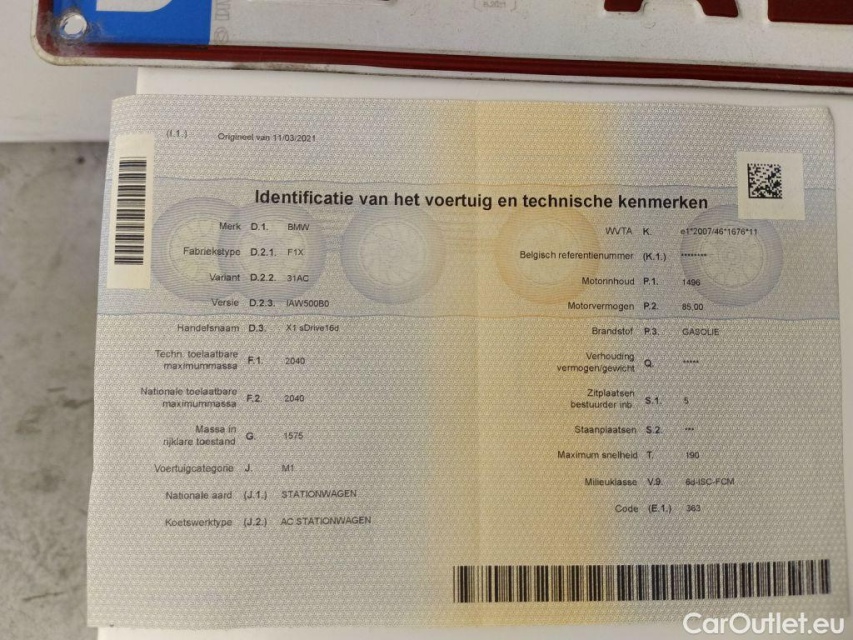 (I.1.) Origineel van 11/03/2021
Identificatie van het voertuig en technische kenmerken
Merk D.1. BMW
Fabriekstype D.2.1. F1X
Variant D.2.2. 31AC
Versie D.2.3. IAW500B0
Handelsnaam D.3. X1 sDrive16d
Techn. toelaatbare
maximummassa F.1. 2040
Nationale toelaatbare
maximummassa F.2. 2040
Massa in
rijklare toestand G. 1575
Voertuigcategorie J. M1
Nationale aard (J.1.) STATIONWAGEN
Koetswerktype (J.2.) AC STATIONWAGEN
WVTA K. e1*2007/46*1676*11
Belgisch referentienummer (K.1.) ********
Motorinhoud P.1. 1496
Motorvermogen P.2. 85,00
Brandstof P.3. GASOLIE
Verhouding
vermogen/gewicht Q. *****
Zitplaatsen
bestuurder inb. S.1. 5
Staanplaatsen S.2. ***
Maximum snelheid T. 190
Milieuklasse V.9. 6d-ISC-FCM
Code (E.1.) 363
CarOutlet.eu